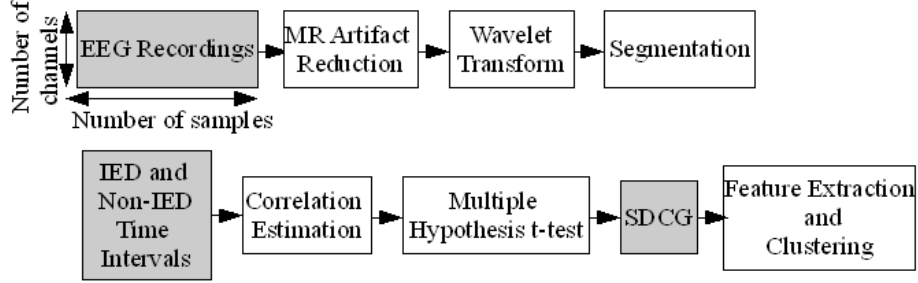 Number of
channels
EEG Recordings
MR Artifact
Reduction
Wavelet
Transform
Segmentation
Number of samples
IED and
Non-IED
Time
Intervals
Correlation
Estimation
Multiple
Hypothesis t-test
SDCG
Feature Extraction
and
Clustering